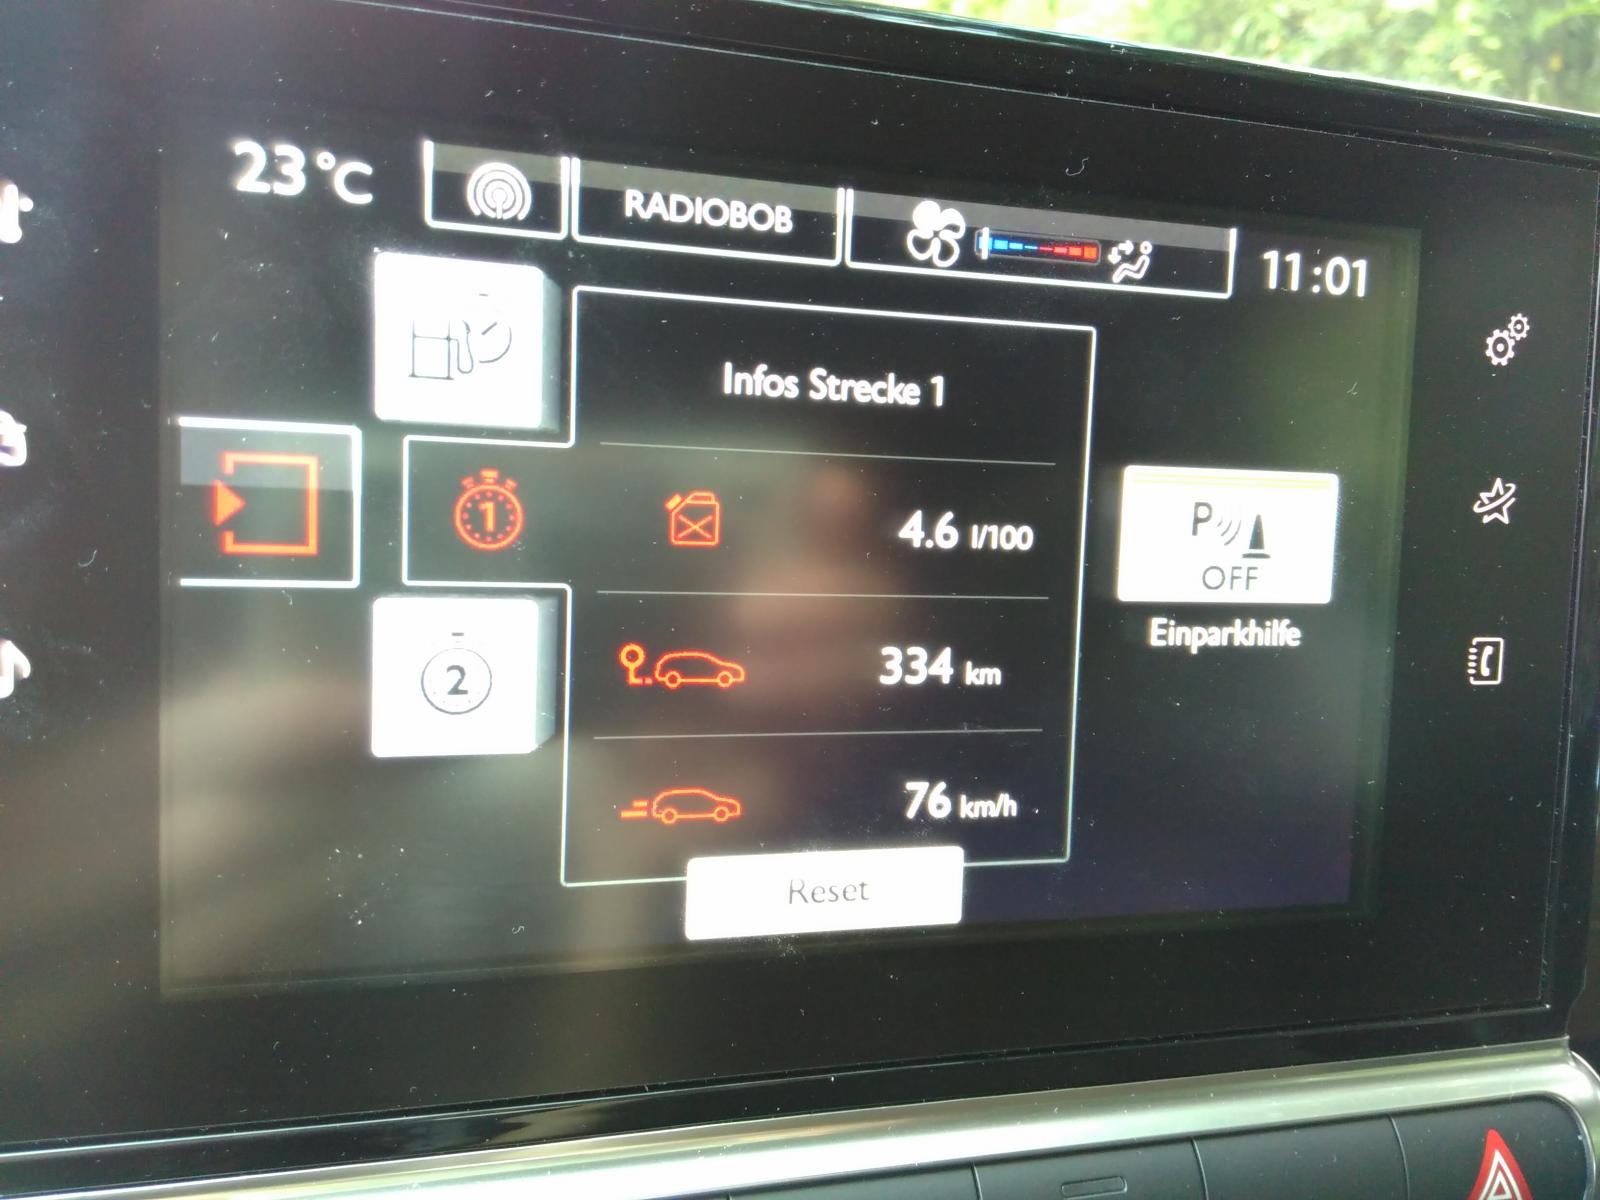 23°C
RADIOBOB
11:01
Infos Strecke 1
1
4.6 l/100
P
OFF
Einparkhilfe
334 km
2
76 km/h
Reset